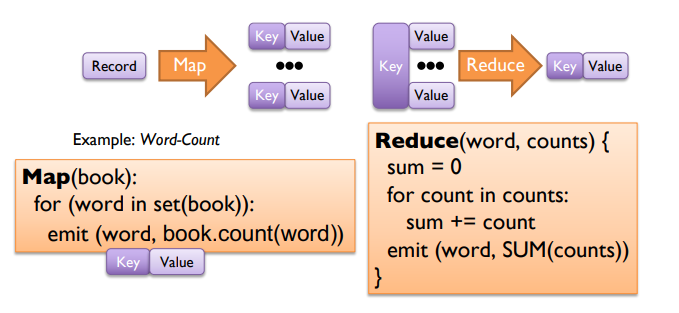 Record
Map
Key Value
•••
Key Value
Key
Value
•••
Value
Reduce
Key Value
Example: Word-Count
Map(book):
for (word in set(book)):
emit (word, book.count(word))
Key Value
Reduce(word, counts) {
sum = 0
for count in counts:
sum += count
emit (word, SUM(counts))
}